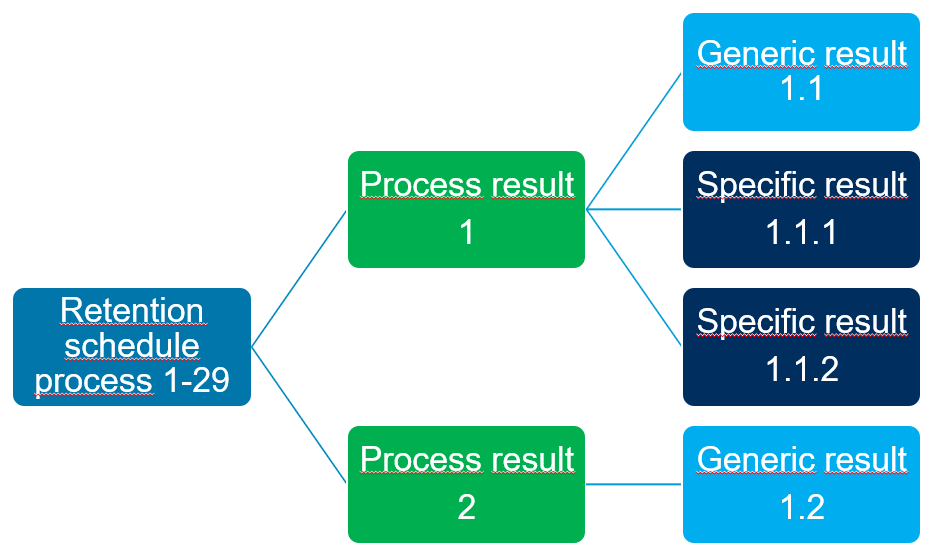 Retention
schedule
process 1-29
Process result
1
Generic result
1.1
Specific result
1.1.1
Specific result
1.1.2
Process result
2
Generic result
1.2